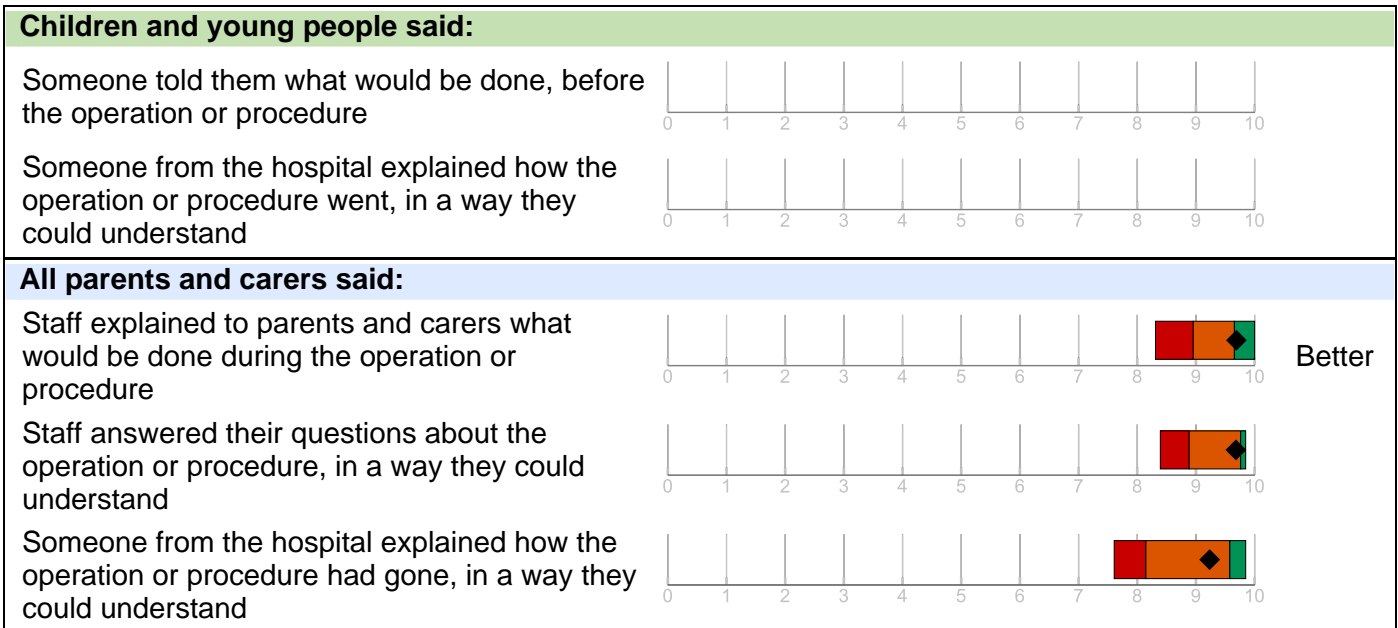 Children and young people said:
Someone told them what would be done, before
the operation or procedure
0 1 2 3 4 5 6 7 8 9 10
Someone from the hospital explained how the
operation or procedure went, in a way they
could understand
0 1 2 3 4 5 6 7 8 9 10
All parents and carers said:
Staff explained to parents and carers what
would be done during the operation or
procedure
0 1 2 3 4 5 6 7 8 9 10
Better
Staff answered their questions about the
operation or procedure, in a way they could
understand
0 1 2 3 4 5 6 7 8 9 10
Someone from the hospital explained how the
operation or procedure had gone, in a way they
could understand
0 1 2 3 4 5 6 7 8 9 10